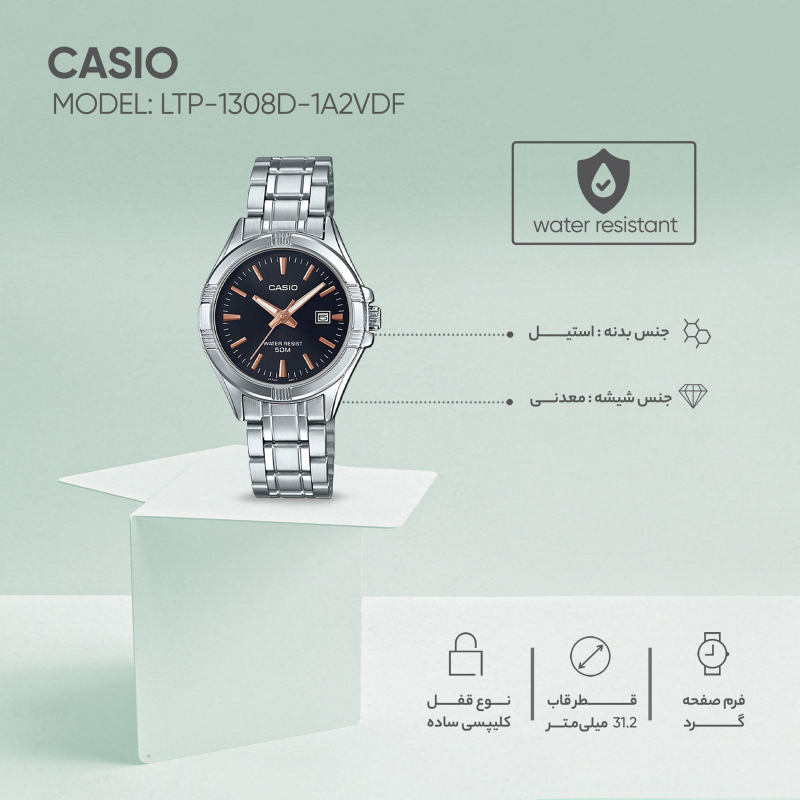 CASIO
MODEL: LTP-1308D-1A2VDF
water resistant
CASIO
WATER RESIST
50M
جنس بدنه : استیل
جنس شیشه : معدنی
فرم صفحه
گرد
قطر قاب
31.2 میلی‌متر
نوع قفل
کلیپسی ساده